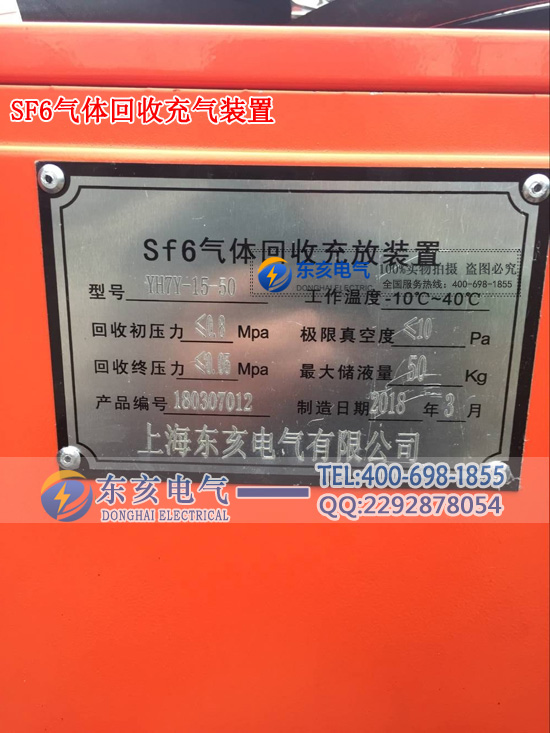 SF6气体回收充气装置
Sf6气体回收充放装置
东亥电气
DONGHAI ELECTRICAL
100%实物拍摄 盗图必究
全国服务热线：400-698-1855
型号 YH7Y-15-50 工作温度 -10℃~40℃
回收初压力 ≤0.8 Mpa 极限真空度 ≤10 Pa
回收终压力 ≤0.05 Mpa 最大储液量 50 Kg
产品编号 180307012 制造日期 2018 年 3 月
上海东亥电气有限公司
东亥电气
DONGHAI ELECTRICAL
TEL:400-698-1855
QQ:2292878054